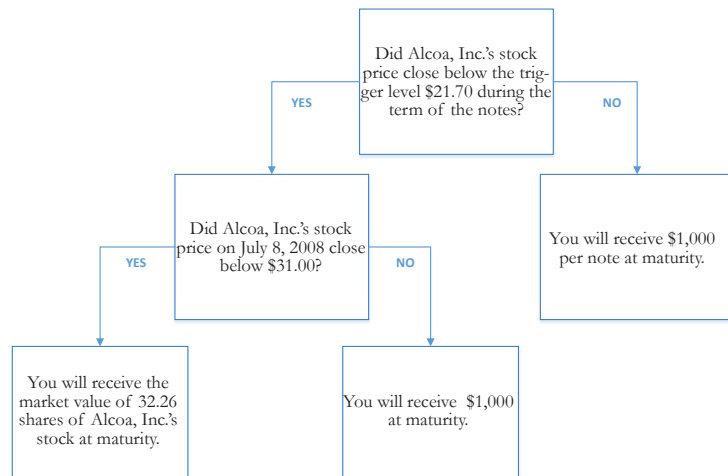 Did Alcoa, Inc.'s stock
price close below the trig-
ger level $21.70 during the
term of the notes?
YES
NO
Did Alcoa, Inc.'s stock
price on July 8, 2008 close
below $31.00?
You will receive $1,000
per note at maturity.
YES
NO
You will receive the
market value of 32.26
shares of Alcoa, Inc.'s
stock at maturity.
You will receive $1,000
at maturity.